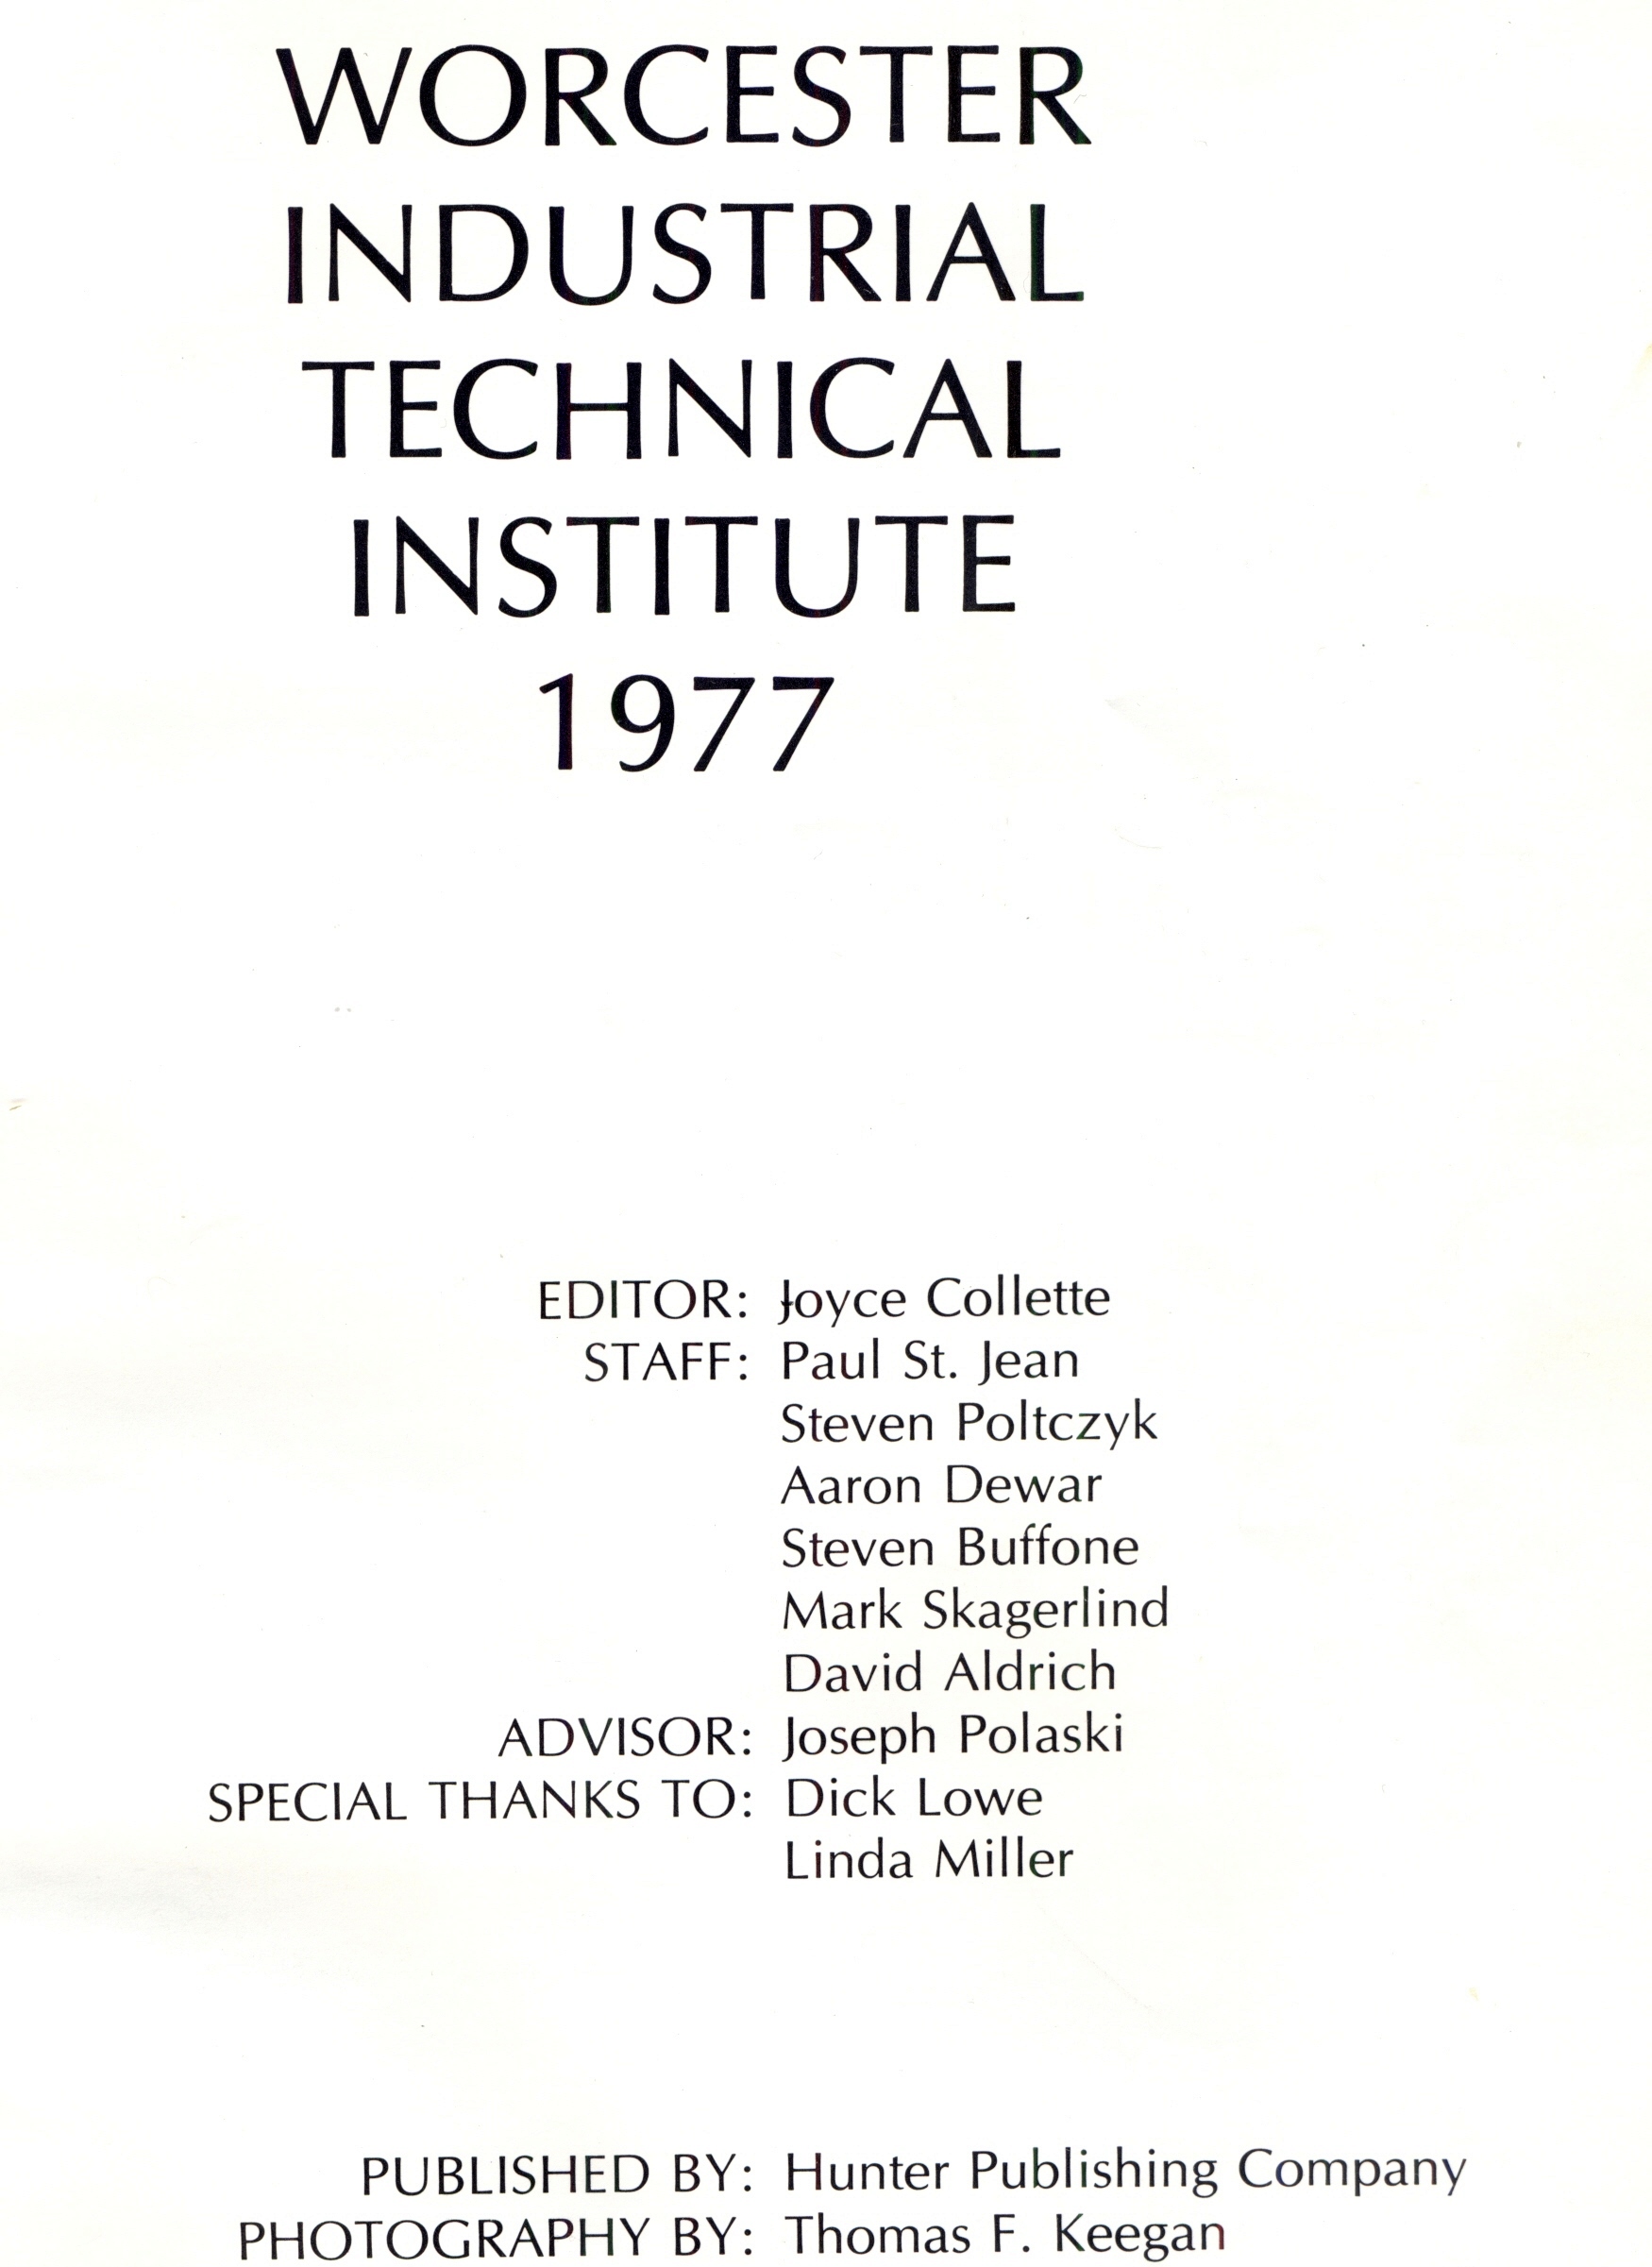 WORCESTER
INDUSTRIAL
TECHNICAL
INSTITUTE
1977
EDITOR: Joyce Collette
STAFF: Paul St. Jean
Steven Poltczyk
Aaron Dewar
Steven Buffone
Mark Skagerlind
David Aldrich
ADVISOR: Joseph Polaski
SPECIAL THANKS TO: Dick Lowe
Linda Miller
PUBLISHED BY: Hunter Publishing Company
PHOTOGRAPHY BY: Thomas F. Keegan